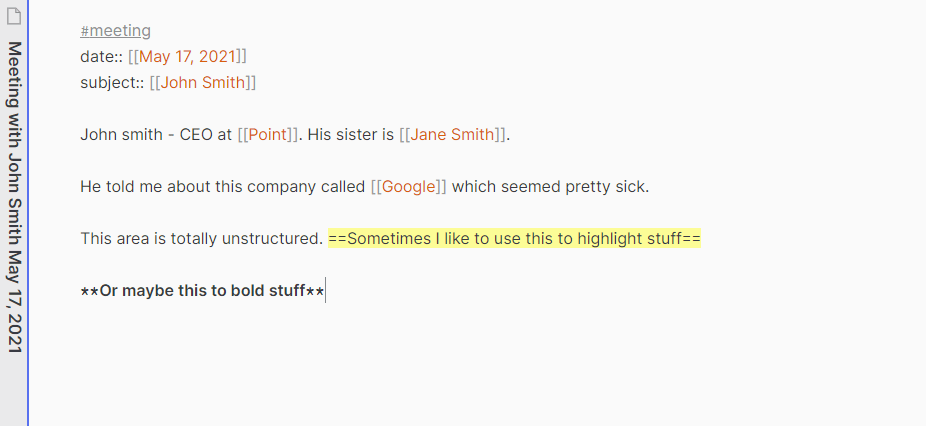 Meeting with John Smith May 17, 2021
#meeting
date:: [[May 17, 2021]]
subject:: [[John Smith]]
John smith - CEO at [[Point]]. His sister is [[Jane Smith]].
He told me about this company called [[Google]] which seemed pretty sick.
This area is totally unstructured. ==Sometimes I like to use this to highlight stuff==
**Or maybe this to bold stuff**